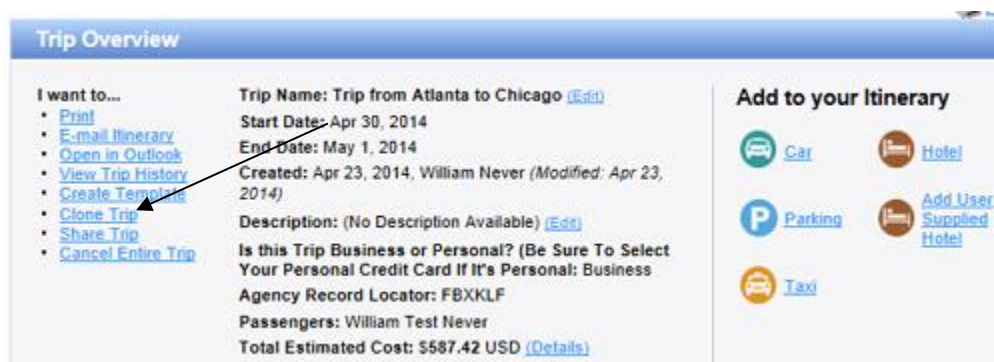 Trip Overview
I want to...
• Print
• E-mail Itinerary
• Open in Outlook
• View Trip History
• Create Template
• Clone Trip
• Share Trip
• Cancel Entire Trip
Trip Name: Trip from Atlanta to Chicago (Edit)
Start Date: Apr 30, 2014
End Date: May 1, 2014
Created: Apr 23, 2014, William Never (Modified: Apr 23,
2014)
Description: (No Description Available) (Edit)
Is this Trip Business or Personal? (Be Sure To Select
Your Personal Credit Card If It's Personal: Business
Agency Record Locator: FBXKLF
Passengers: William Test Never
Total Estimated Cost: $587.42 USD (Details)
Add to your Itinerary
Car
Hotel
P
Parking
Add User
Supplied
Hotel
Taxi